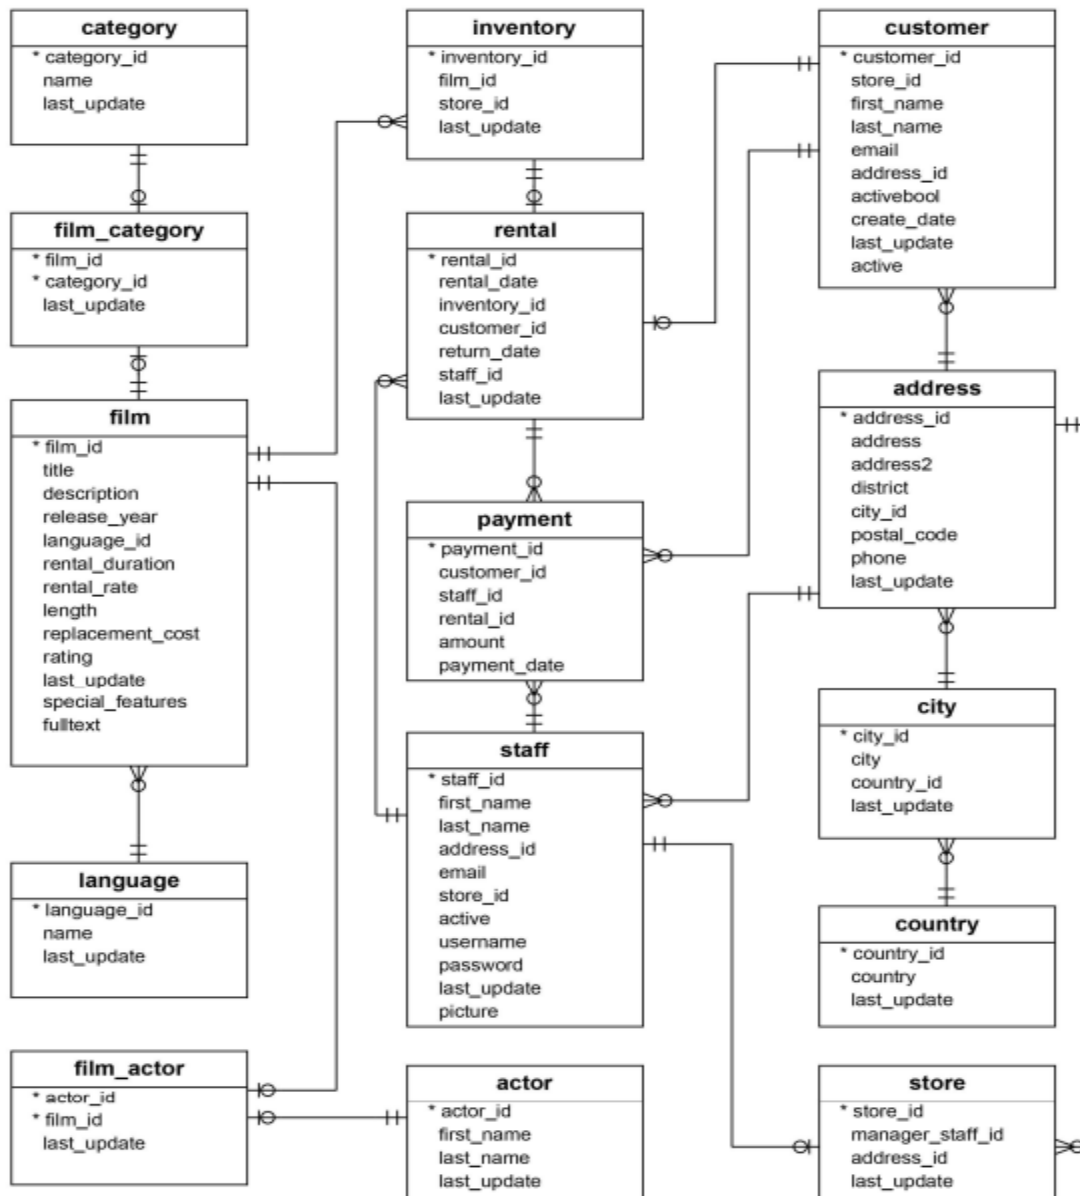 category
* category_id
name
last_update
film_category
* film_id
* category_id
last_update
film
* film_id
title
description
release_year
language_id
rental_duration
rental_rate
length
replacement_cost
rating
last_update
special_features
fulltext
language
* language_id
name
last_update
film_actor
* actor_id
* film_id
last_update
inventory
* inventory_id
film_id
store_id
last_update
rental
* rental_id
rental_date
inventory_id
customer_id
return_date
staff_id
last_update
payment
* payment_id
customer_id
staff_id
rental_id
amount
payment_date
staff
* staff_id
first_name
last_name
address_id
email
store_id
active
username
password
last_update
picture
actor
* actor_id
first_name
last_name
last_update
customer
* customer_id
store_id
first_name
last_name
email
address_id
activebool
create_date
last_update
active
address
* address_id
address
address2
district
city_id
postal_code
phone
last_update
city
* city_id
city
country_id
last_update
country
* country_id
country
last_update
store
* store_id
manager_staff_id
address_id
last_update